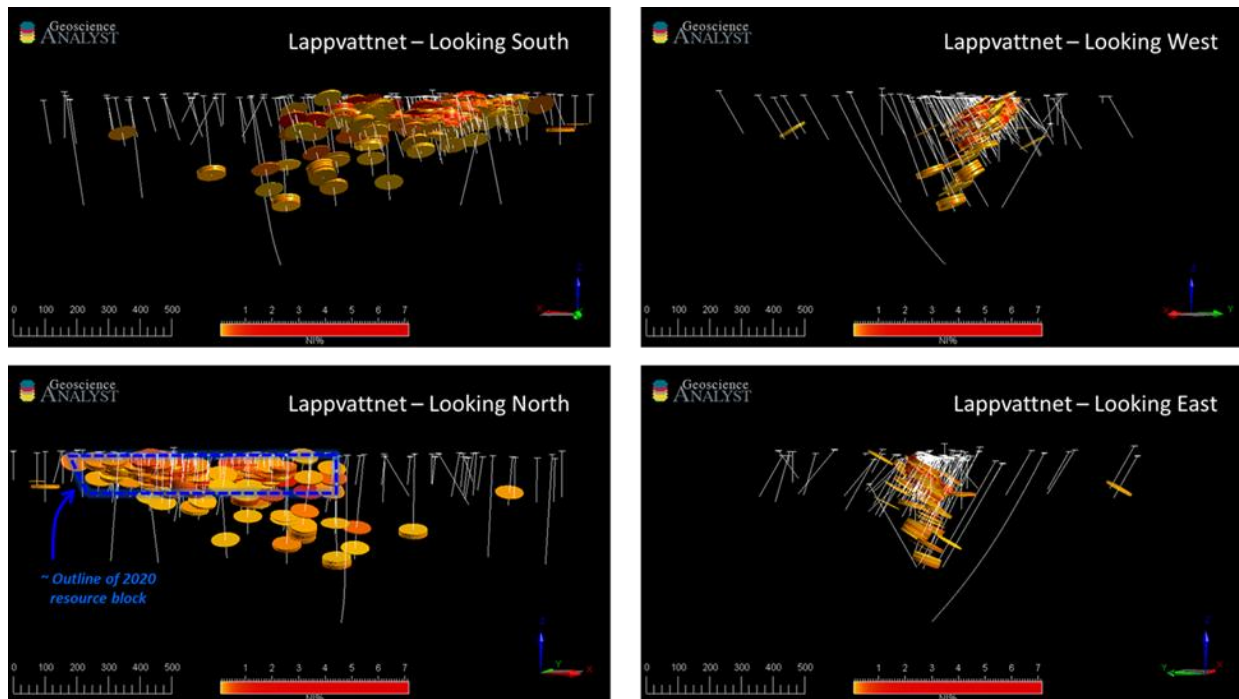 Geoscience
ANALYST
Lappvattnet – Looking South
0 100 200 300 400 500
1 2 3 4 5 6 7
NI%
X
Z
Geoscience
ANALYST
Lappvattnet – Looking West
0 100 200 300 400 500
1 2 3 4 5 6 7
NI%
X
Z
Y
Geoscience
ANALYST
Lappvattnet – Looking North
~ Outline of 2020
resource block
0 100 200 300 400 500
1 2 3 4 5 6 7
NI%
Z
Y
X
Geoscience
ANALYST
Lappvattnet – Looking East
0 100 200 300 400 500
1 2 3 4 5 6 7
NI%
Y
Z
X